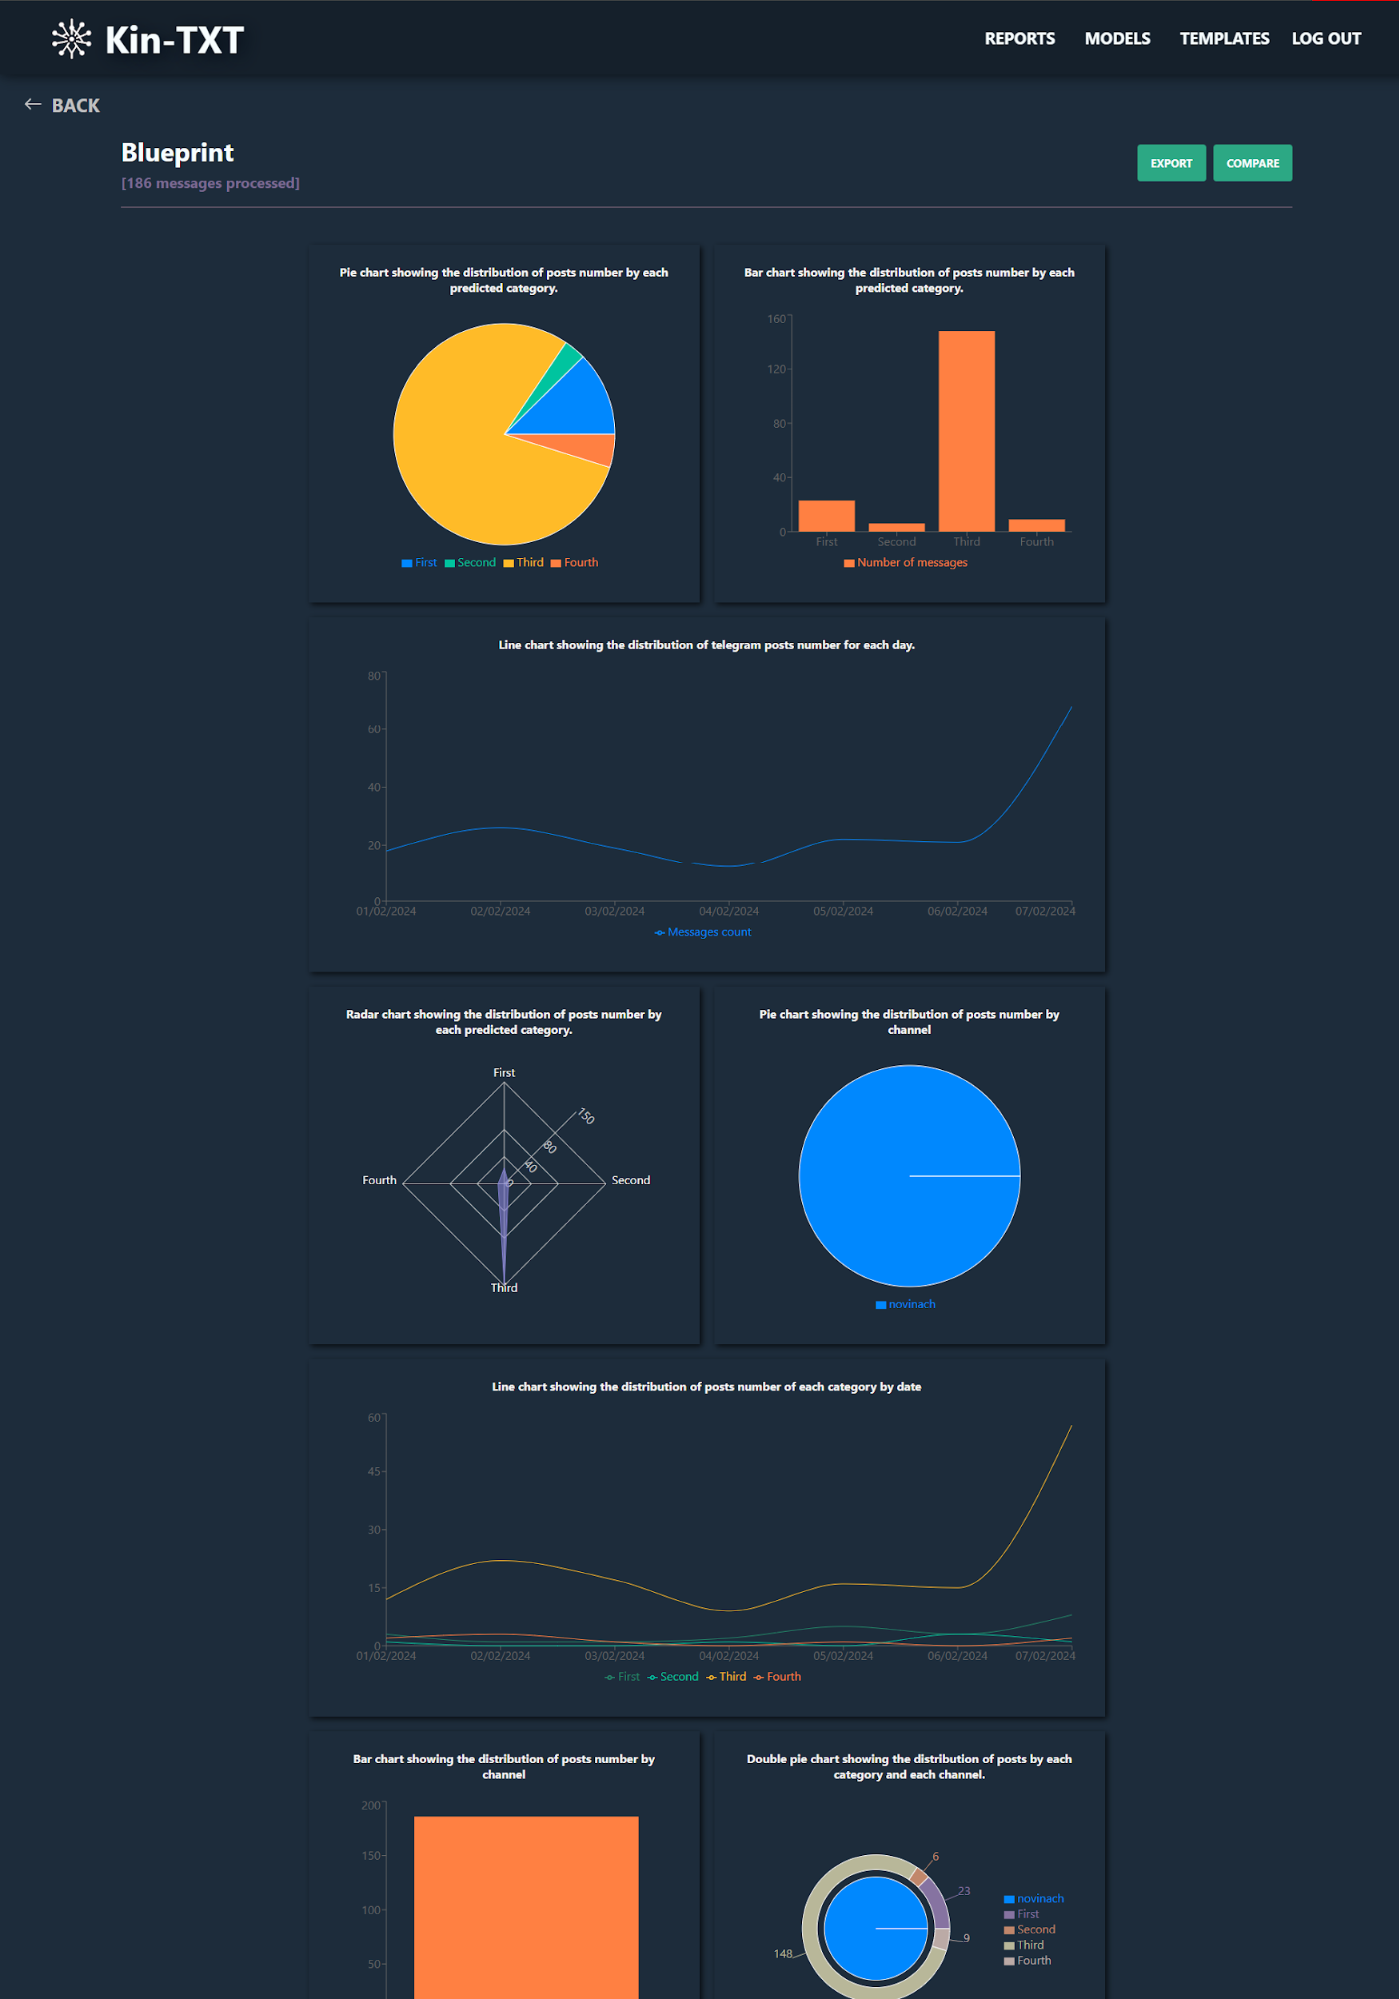 Kin-TXT
REPORTS MODELS TEMPLATES LOG OUT
← BACK
Blueprint
[186 messages processed]
EXPORT COMPARE
Pie chart showing the distribution of posts number by each
predicted category.
First Second Third Fourth
Bar chart showing the distribution of posts number by each
predicted category.
160
120
80
40
0
First Second Third Fourth
Number of messages
Line chart showing the distribution of telegram posts number for each day.
80
60
40
20
0
01/02/2024 02/02/2024 03/02/2024 04/02/2024 05/02/2024 06/02/2024 07/02/2024
Messages count
Radar chart showing the distribution of posts number by
each predicted category.
First
150
80
40
0
Fourth
Second
Third
Pie chart showing the distribution of posts number by
channel
novinach
Line chart showing the distribution of posts number of each category by date
60
45
30
15
0
01/02/2024 02/02/2024 03/02/2024 04/02/2024 05/02/2024 06/02/2024 07/02/2024
First Second Third Fourth
Bar chart showing the distribution of posts number by
channel
200
150
100
50
Double pie chart showing the distribution of posts by each
category and each channel.
6
23
9
148
novinach
First
Second
Third
Fourth